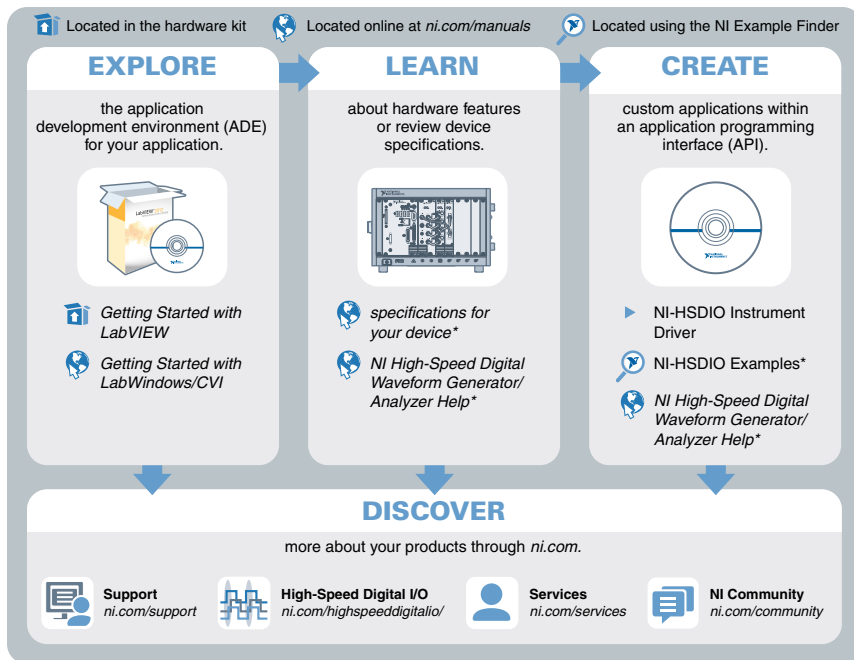 Located in the hardware kit
Located online at ni.com/manuals
Located using the NI Example Finder
EXPLORE
the application
development environment (ADE)
for your application.
LabVIEW
Getting Started with
LabVIEW
Getting Started with
LabWindows/CVI
LEARN
about hardware features
or review device
specifications.
specifications for
your device*
NI High-Speed Digital
Waveform Generator/
Analyzer Help*
CREATE
custom applications within
an application programming
interface (API).
NI-HSDIO Instrument
Driver
NI-HSDIO Examples*
NI High-Speed Digital
Waveform Generator/
Analyzer Help*
DISCOVER
more about your products through ni.com.
Support
ni.com/support
High-Speed Digital I/O
ni.com/highspeeddigitalio/
Services
ni.com/services
NI Community
ni.com/community